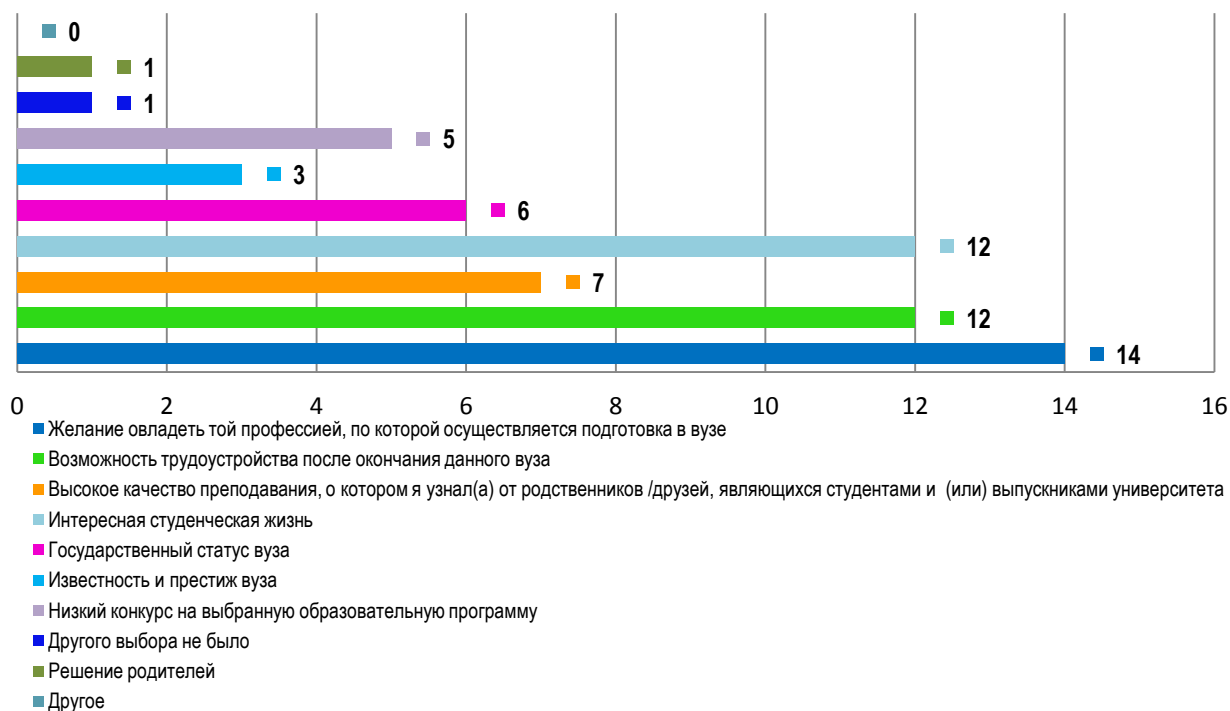 0
1
1
5
3
6
12
7
12
14
0 2 4 6 8 10 12 14 16
Желание овладеть той профессией, по которой осуществляется подготовка в вузе
Возможность трудоустройства после окончания данного вуза
Высокое качество преподавания, о котором я узнал(а) от родственников /друзей, являющихся студентами и (или) выпускниками университета
Интересная студенческая жизнь
Государственный статус вуза
Известность и престиж вуза
Низкий конкурс на выбранную образовательную программу
Другого выбора не было
Решение родителей
Другое